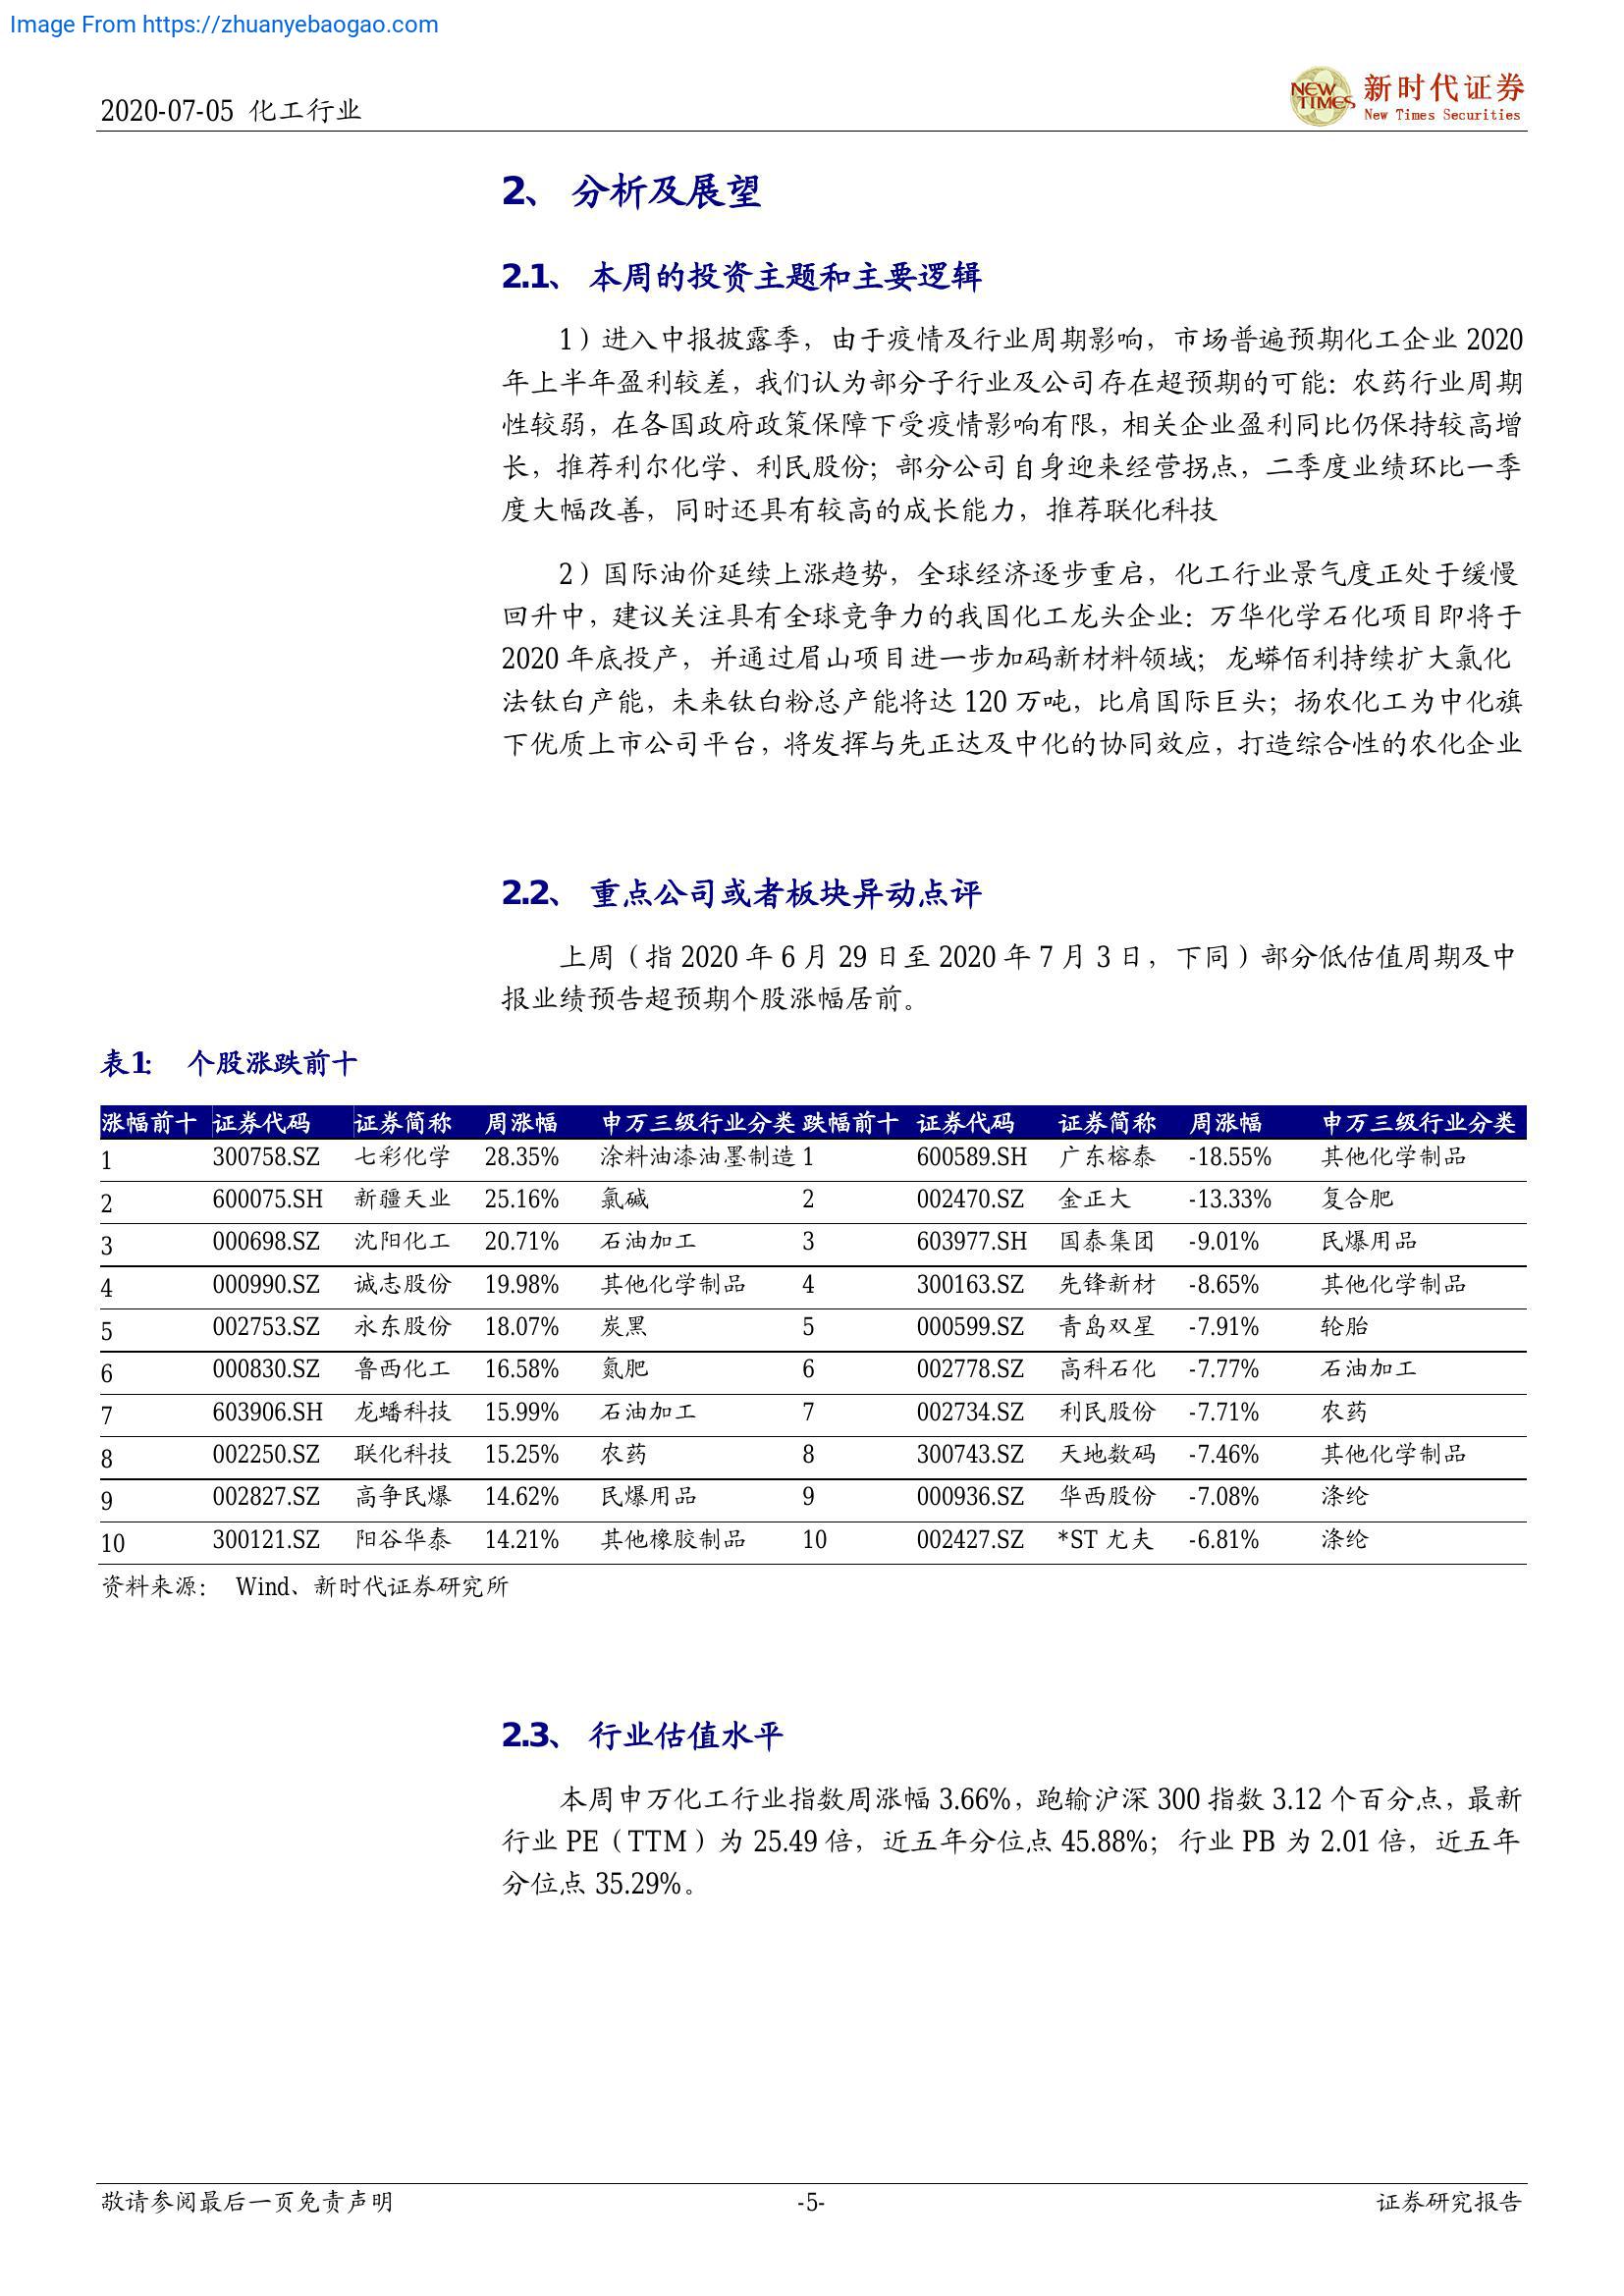 Image From https://zhuanyebaogao.com
2020-07-05 化工行业
NEW TIMES
新时代证券
New Times Securities
2、 分析及展望
2.1、 本周的投资主题和主要逻辑
1）进入中报披露季，由于疫情及行业周期影响，市场普遍预期化工企业 2020
年上半年盈利较差，我们认为部分子行业及公司存在超预期的可能：农药行业周期
性较弱，在各国政府政策保障下受疫情影响有限，相关企业盈利同比仍保持较高增
长，推荐利尔化学、利民股份；部分公司自身迎来经营拐点，二季度业绩环比一季
度大幅改善，同时还具有较高的成长能力，推荐联化科技
2）国际油价延续上涨趋势，全球经济逐步重启，化工行业景气度正处于缓慢
回升中，建议关注具有全球竞争力的我国化工龙头企业：万华化学石化项目即将于
2020 年底投产，并通过眉山项目进一步加码新材料领域；龙蟒佰利持续扩大氯化
法钛白产能，未来钛白粉总产能将达 120 万吨，比肩国际巨头；扬农化工为中化旗
下优质上市公司平台，将发挥与先正达及中化的协同效应，打造综合性的农化企业
2.2、 重点公司或者板块异动点评
上周（指 2020 年 6 月 29 日至 2020 年 7 月 3 日，下同）部分低估值周期及中
报业绩预告超预期个股涨幅居前。
表1: 个股涨跌前十
涨幅前十 证券代码 证券简称 周涨幅 申万三级行业分类 跌幅前十 证券代码 证券简称 周涨幅 申万三级行业分类
1 300758.SZ 七彩化学 28.35% 涂料油漆油墨制造 1 600589.SH 广东榕泰 -18.55% 其他化学制品
2 600075.SH 新疆天业 25.16% 氯碱 2 002470.SZ 金正大 -13.33% 复合肥
3 000698.SZ 沈阳化工 20.71% 石油加工 3 603977.SH 国泰集团 -9.01% 民爆用品
4 000990.SZ 诚志股份 19.98% 其他化学制品 4 300163.SZ 先锋新材 -8.65% 其他化学制品
5 002753.SZ 永东股份 18.07% 炭黑 5 000599.SZ 青岛双星 -7.91% 轮胎
6 000830.SZ 鲁西化工 16.58% 氮肥 6 002778.SZ 高科石化 -7.77% 石油加工
7 603906.SH 龙蟠科技 15.99% 石油加工 7 002734.SZ 利民股份 -7.71% 农药
8 002250.SZ 联化科技 15.25% 农药 8 300743.SZ 天地数码 -7.46% 其他化学制品
9 002827.SZ 高争民爆 14.62% 民爆用品 9 000936.SZ 华西股份 -7.08% 涤纶
10 300121.SZ 阳谷华泰 14.21% 其他橡胶制品 10 002427.SZ *ST 尤夫 -6.81% 涤纶
资料来源： Wind、新时代证券研究所
2.3、 行业估值水平
本周申万化工行业指数周涨幅 3.66%，跑输沪深 300 指数 3.12 个百分点，最新
行业 PE（TTM）为 25.49 倍，近五年分位点 45.88%；行业 PB 为 2.01 倍，近五年
分位点 35.29%。
敬请参阅最后一页免责声明 -5- 证券研究报告